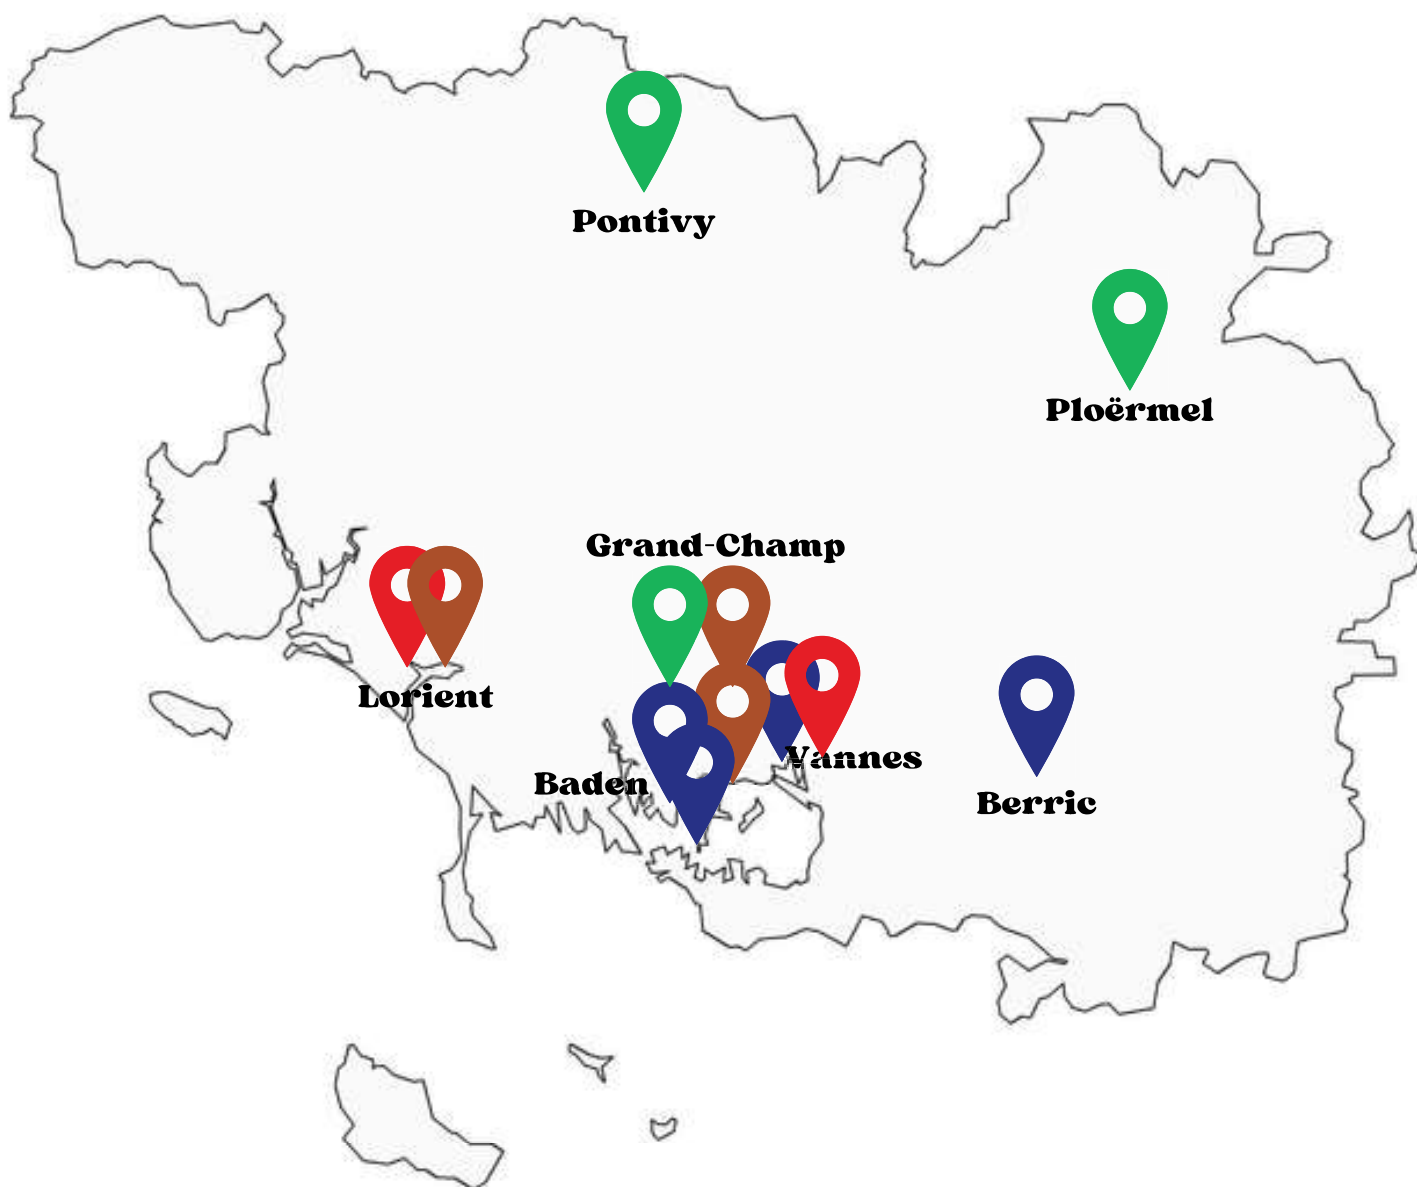 Pontivy
Ploërmel
Grand-Champ
Lorient
Vannes
Baden
Berric